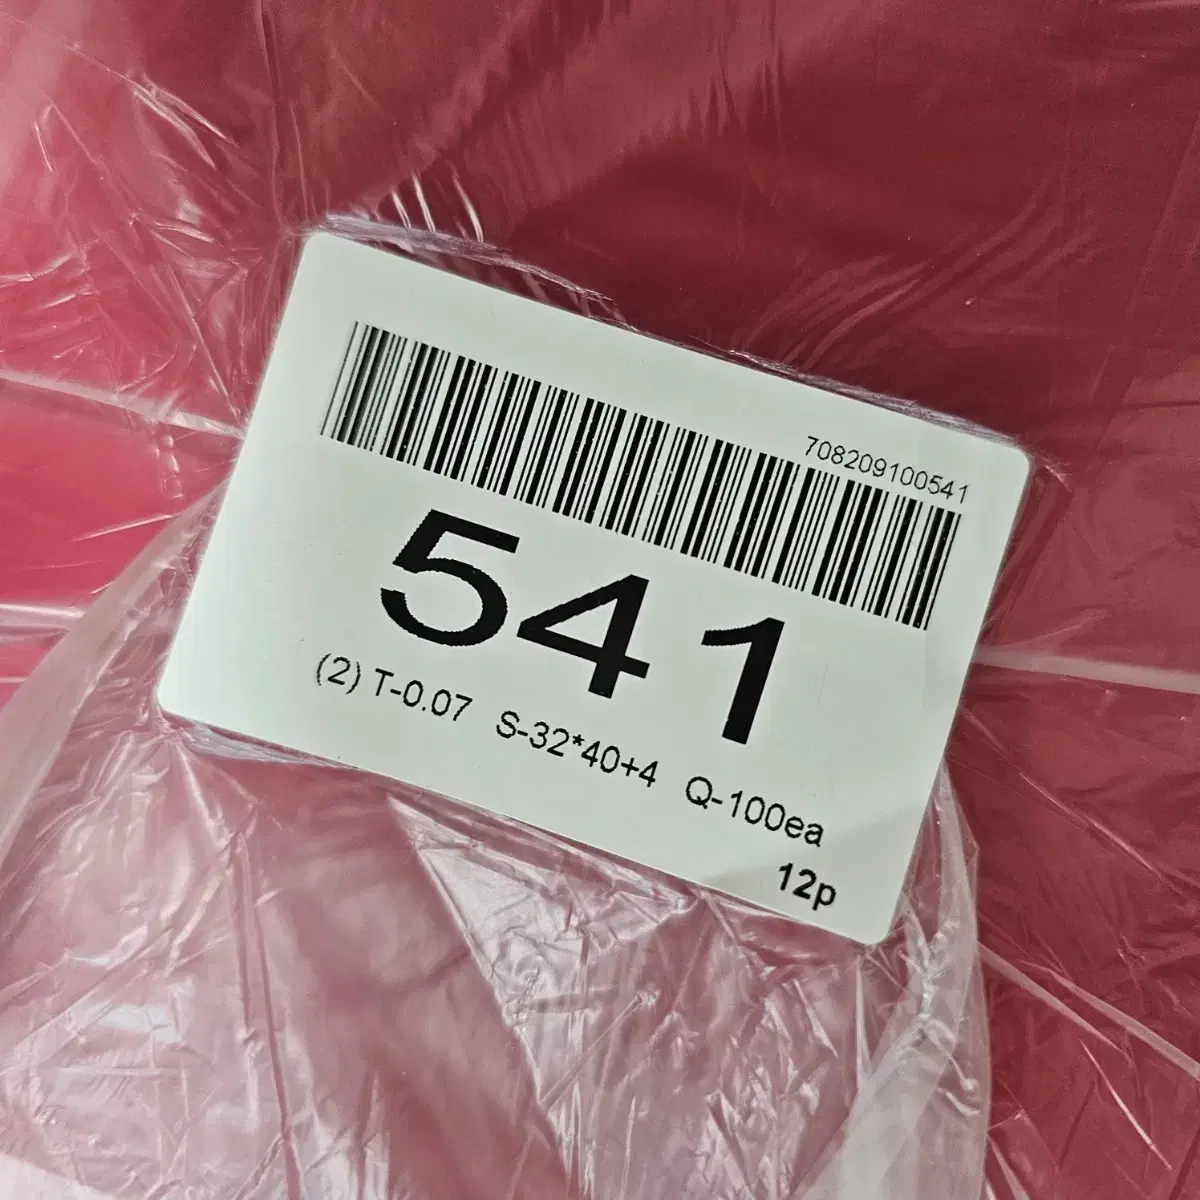 708209100541
541
(2) T-0.07 S-32*40+4 Q-100ea
12p